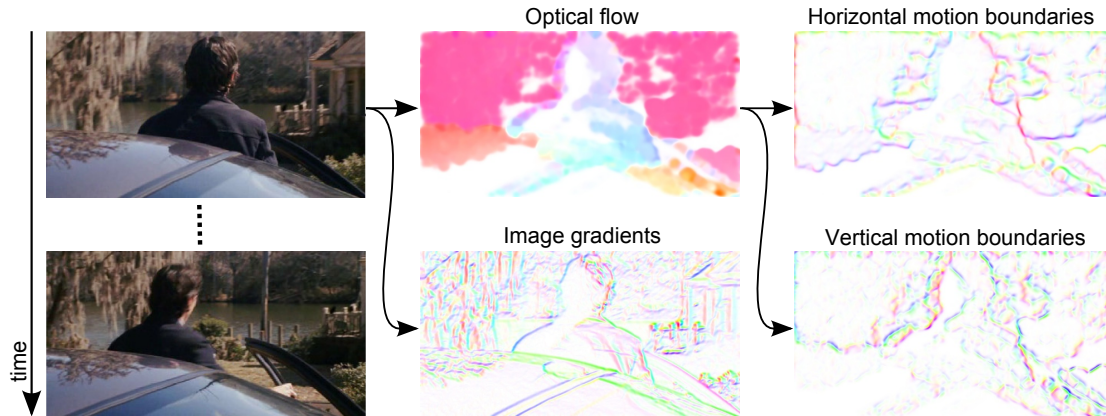 Optical flow
Horizontal motion boundaries
Image gradients
Vertical motion boundaries
time